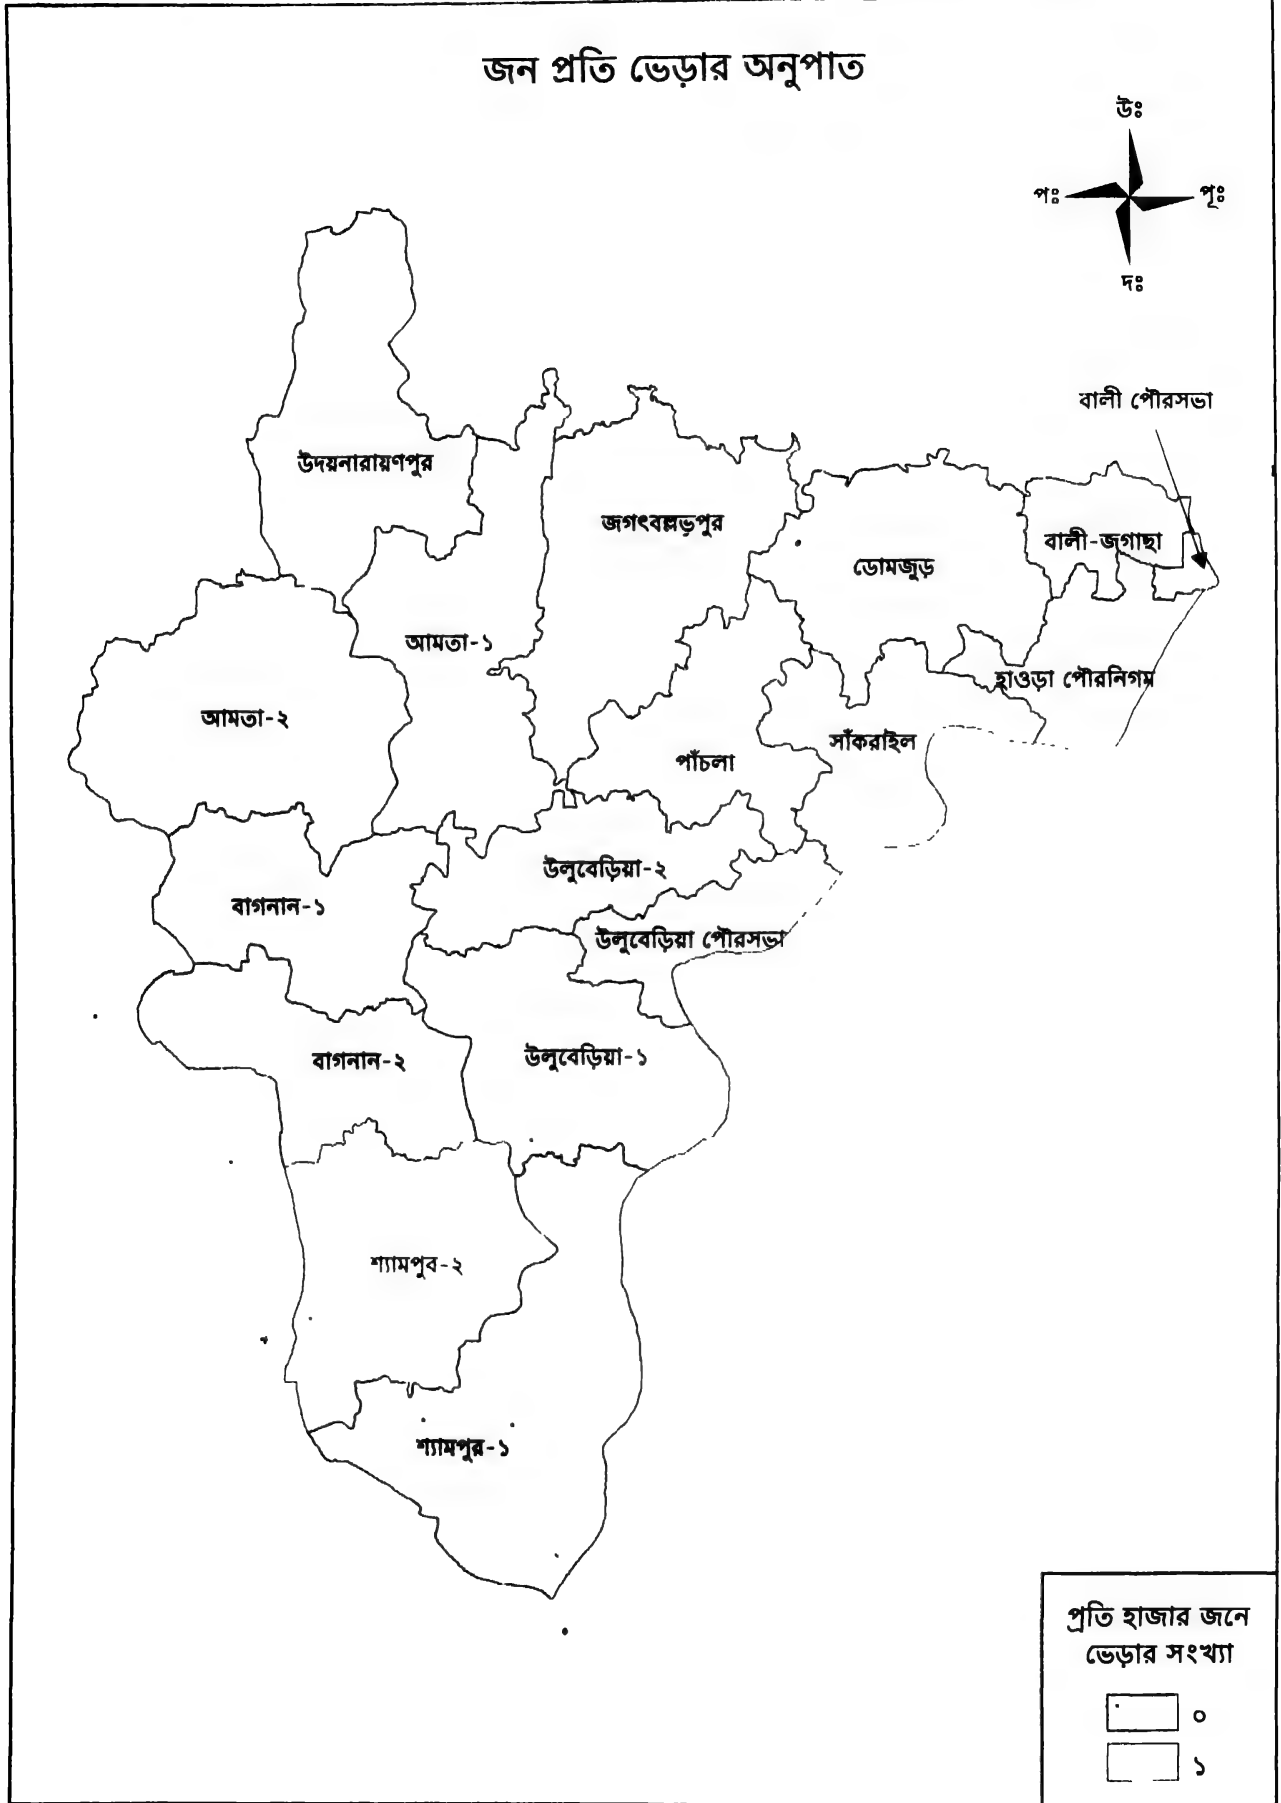 জন প্রতি ভেড়ার অনুপাত
উঃ
পঃ
পূঃ
দঃ
বালী পৌরসভা
উদয়নারায়ণপুর
জগৎবল্লভপুর
বালী-জগাছা
ডোমজুড়
আমতা-১
হাওড়া পৌরনিগম
আমতা-২
সাঁকরাইল
পাঁচলা
উলুবেড়িয়া-২
বাগনান-১
উলুবেড়িয়া পৌরসভা
বাগনান-২
উলুবেড়িয়া-১
শ্যামপুব-২
শ্যামপুর-১
প্রতি হাজার জনে
ভেড়ার সংখ্যা
০
১